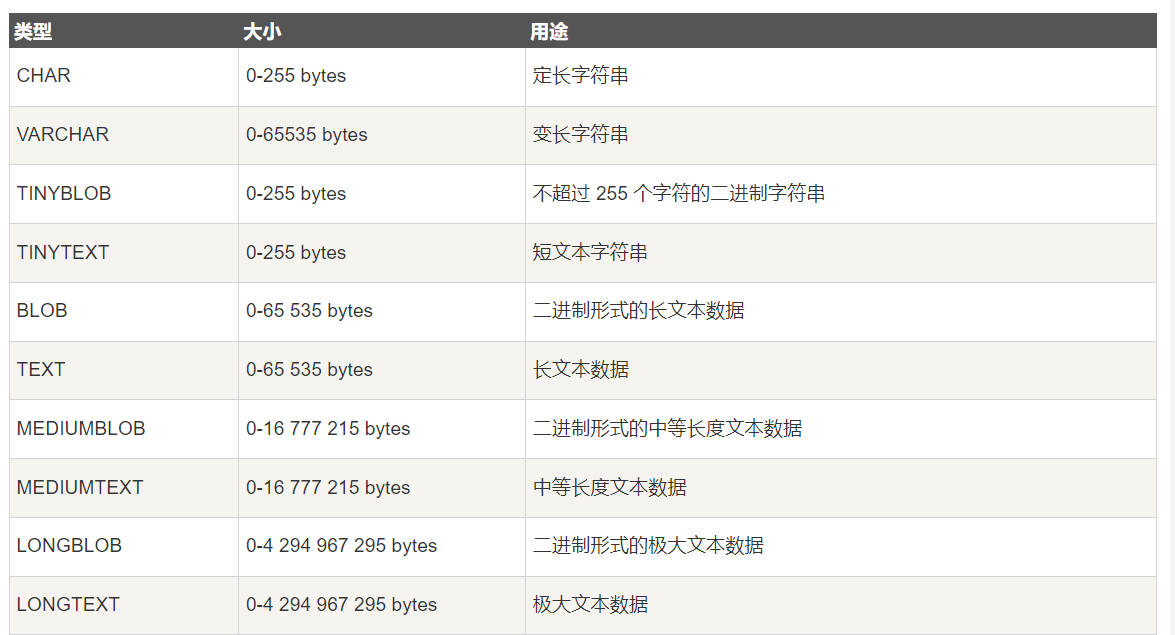 类型 大小 用途
CHAR 0-255 bytes 定长字符串
VARCHAR 0-65535 bytes 变长字符串
TINYBLOB 0-255 bytes 不超过 255 个字符的二进制字符串
TINYTEXT 0-255 bytes 短文本字符串
BLOB 0-65 535 bytes 二进制形式的长文本数据
TEXT 0-65 535 bytes 长文本数据
MEDIUMBLOB 0-16 777 215 bytes 二进制形式的中等长度文本数据
MEDIUMTEXT 0-16 777 215 bytes 中等长度文本数据
LONGBLOB 0-4 294 967 295 bytes 二进制形式的极大文本数据
LONGTEXT 0-4 294 967 295 bytes 极大文本数据